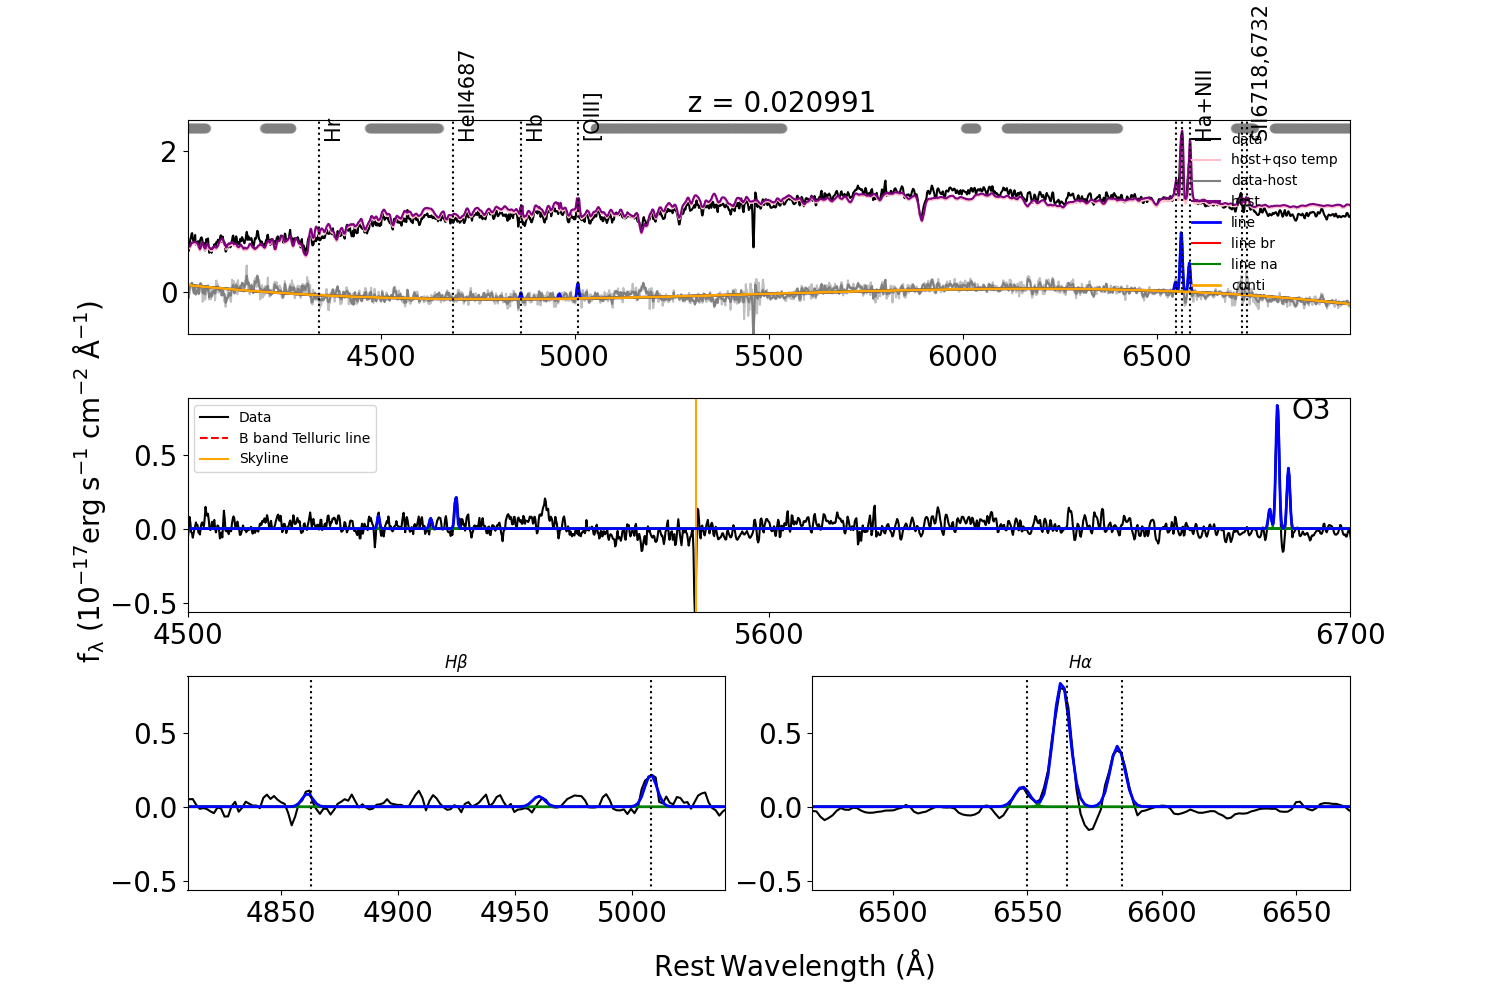 z = 0.020991
Hr
HeII4687
Hb
[OIII]
Ha+NII
SII6718,6732
2
0
data
host+qso temp
data-host
host
line
line br
line na
conti
4500
5000
5500
6000
6500
fλ (10⁻¹⁷erg s⁻¹ cm⁻² Å⁻¹)
Data
B band Telluric line
Skyline
O3
0.5
0.0
−0.5
4500
5600
6700
Hβ
0.5
0.0
−0.5
4850
4900
4950
5000
Hα
0.5
0.0
−0.5
6500
6550
6600
6650
Rest Wavelength (Å)